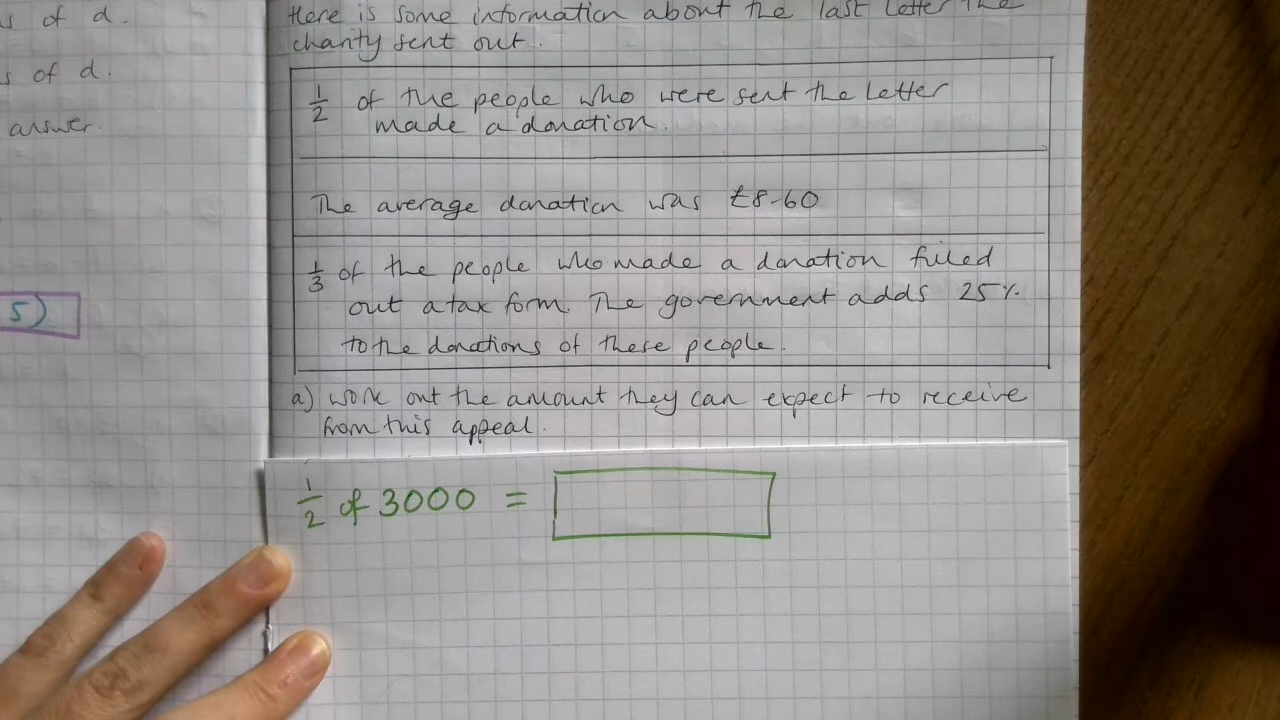 s of d.
s of d.
answer.
5)
Here is some information about the last letter the
charity sent out.
1/2 of the people who were sent the letter
made a donation.
The average donation was £8-60
1/3 of the people who made a donation filled
out a tax form. The government adds 25%
to the donations of these people.
a) work out the amount they can expect to receive
from this appeal.
1/2 of 3000 =